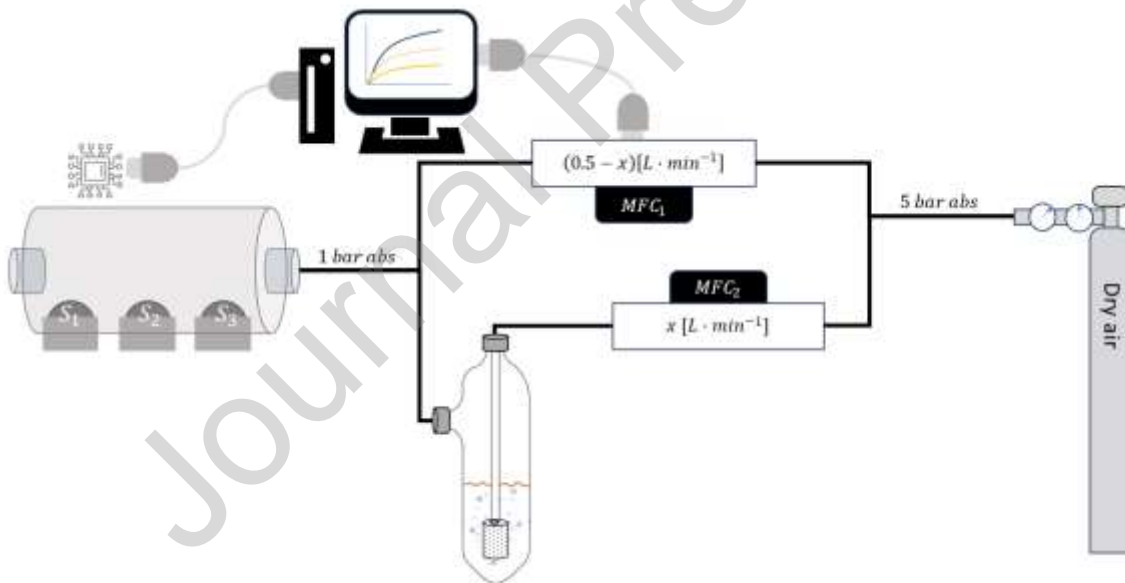 Journal Pre
(0.5 − x)[L · min⁻¹]
MFC₁
5 bar abs
1 bar abs
MFC₂
x [L · min⁻¹]
S₁ S₂ S₃
Dry air